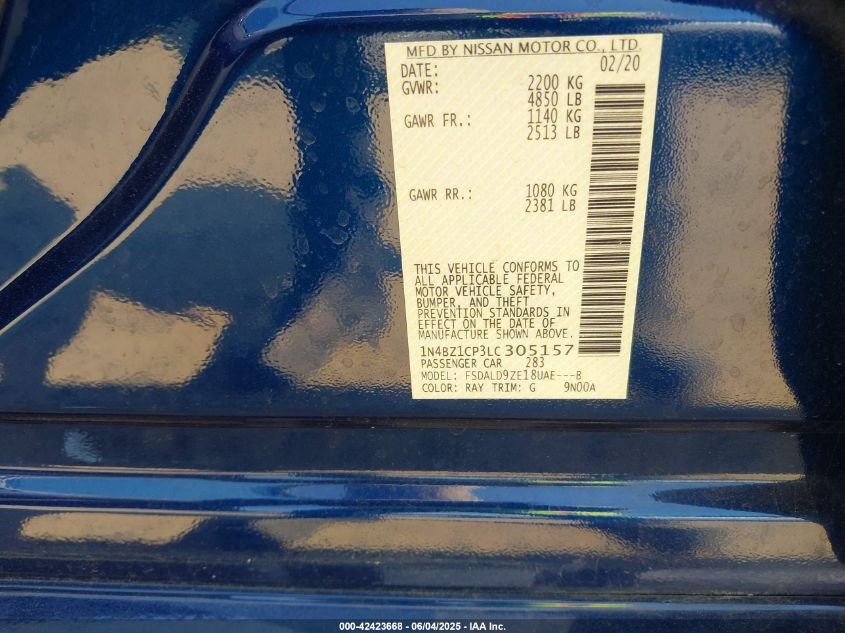 MFD BY NISSAN MOTOR CO., LTD.
DATE: 02/20
GVWR: 2200 KG
4850 LB
GAWR FR.: 1140 KG
2513 LB
GAWR RR.: 1080 KG
2381 LB
THIS VEHICLE CONFORMS TO
ALL APPLICABLE FEDERAL
MOTOR VEHICLE SAFETY,
BUMPER, AND THEFT
PREVENTION STANDARDS IN
EFFECT ON THE DATE OF
MANUFACTURE SHOWN ABOVE.
1N4BZ1CP3LC 305157
PASSENGER CAR 283
MODEL: FSDALD9ZE18UAE---B
COLOR: RAY TRIM: G 9N00A
000-42423668 - 06/04/2025 - IAA Inc.